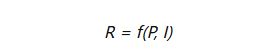 R = f(P, I)